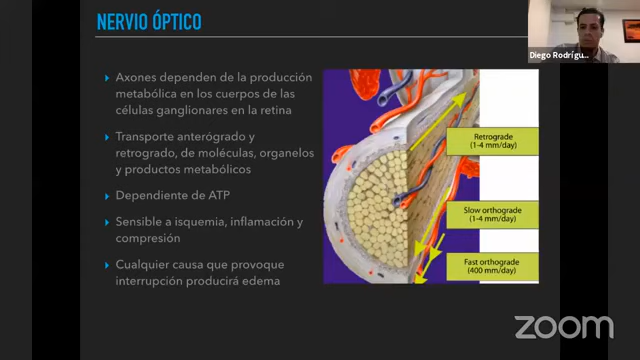 NERVIO ÓPTICO
Diego Rodrígu...
Axones dependen de la producción
metabólica en los cuerpos de las
células ganglionares en la retina
Transporte anterógrado y
retrogrado, de moléculas, organelos
y productos metabólicos
Dependiente de ATP
Sensible a isquemia, inflamación y
compresión
Cualquier causa que provoque
interrupción producirá edema
Retrograde
(1-4 mm/day)
Slow orthograde
(1-4 mm/day)
Fast orthograde
(400 mm/day)
zoom